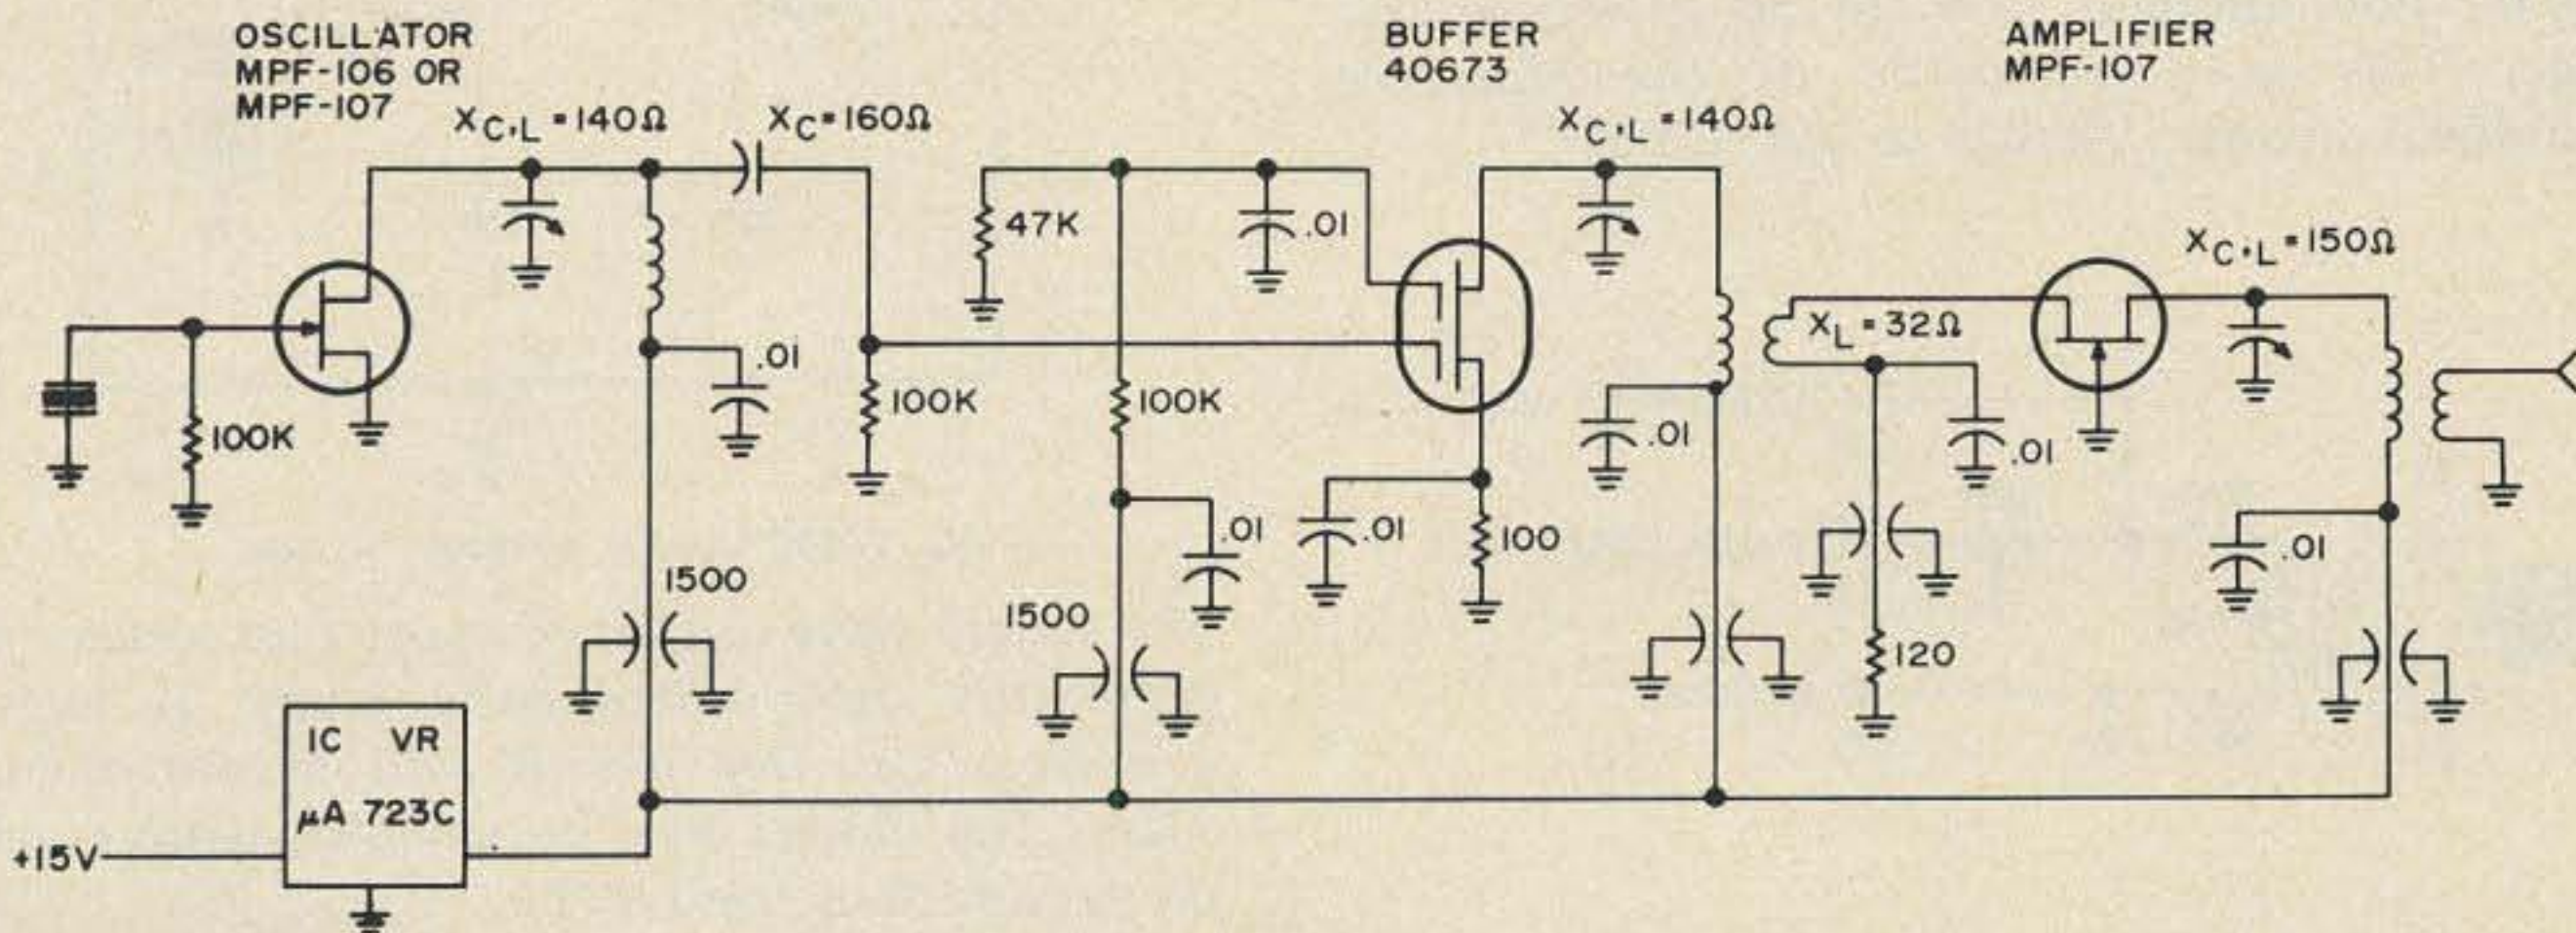 OSCILLATOR
MPF-106 OR
MPF-107
BUFFER
40673
AMPLIFIER
MPF-107
XC,L = 140Ω
XC = 160Ω
XC,L = 140Ω
XC,L = 150Ω
47K
.01
XL = 32Ω
.01
100K
100K
100K
.01
.01
.01
.01
100
.01
1500
1500
120
IC VR
µA 723C
+15V